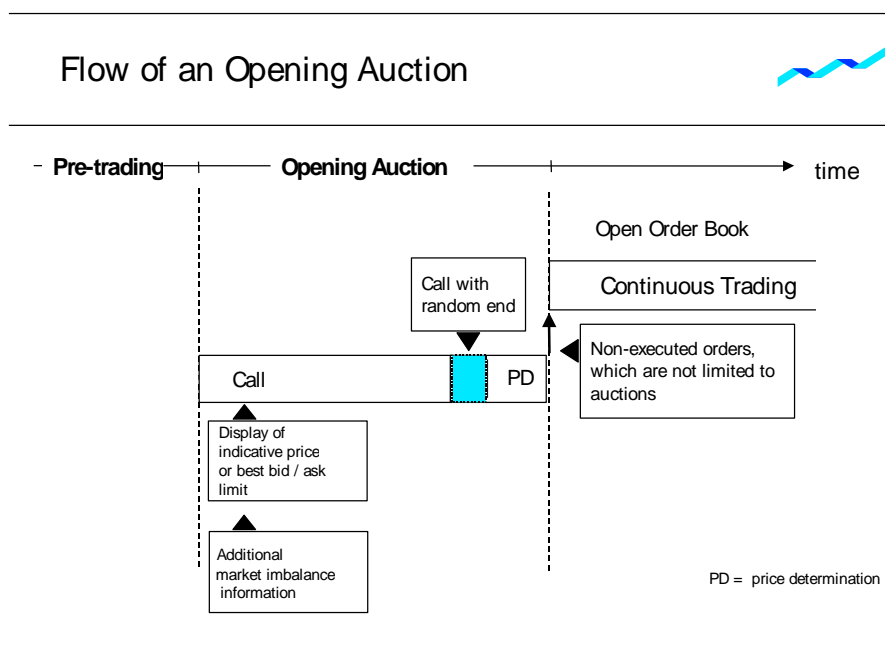 Flow of an Opening Auction
Pre-trading
Opening Auction
time
Open Order Book
Continuous Trading
Call with
random end
Non-executed orders,
which are not limited to
auctions
Call
PD
Display of
indicative price
or best bid / ask
limit
Additional
market imbalance
information
PD = price determination